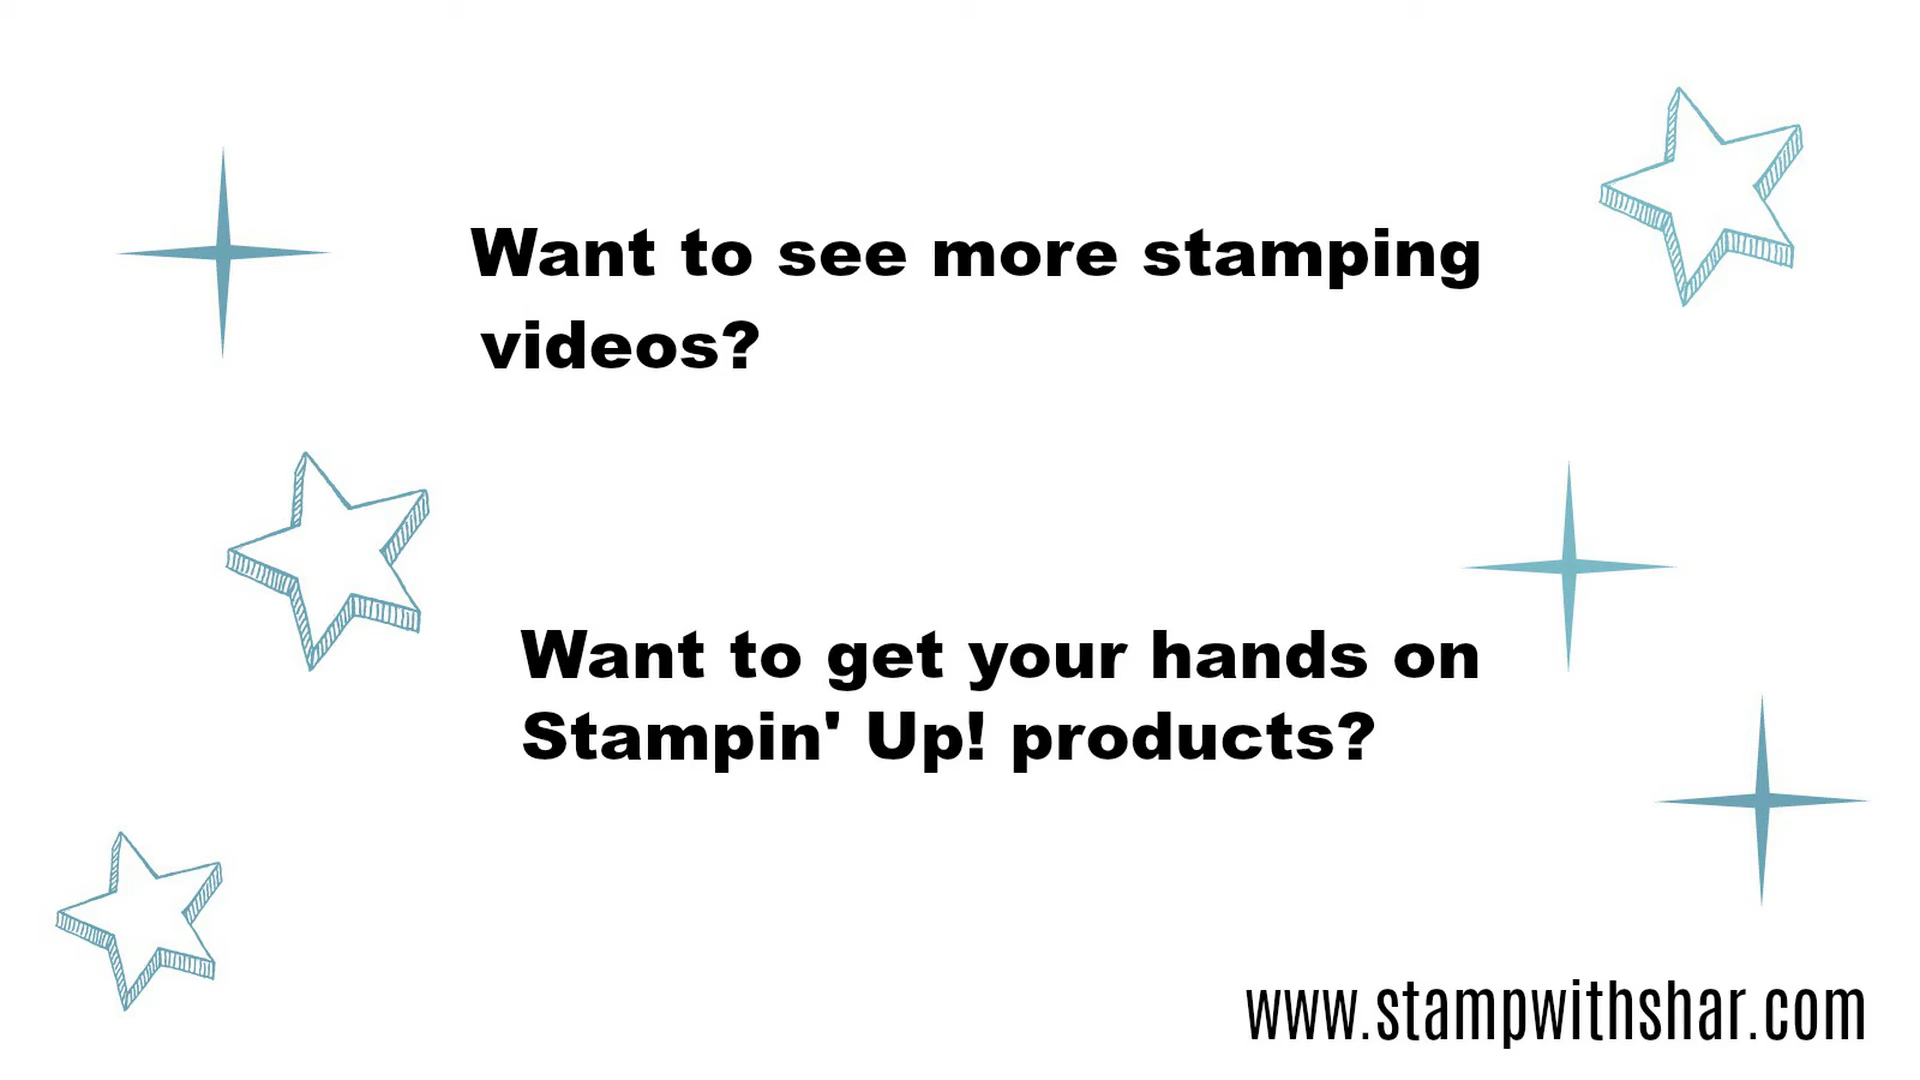 Want to see more stamping
videos?
Want to get your hands on
Stampin' Up! products?
www.stampwithshar.com